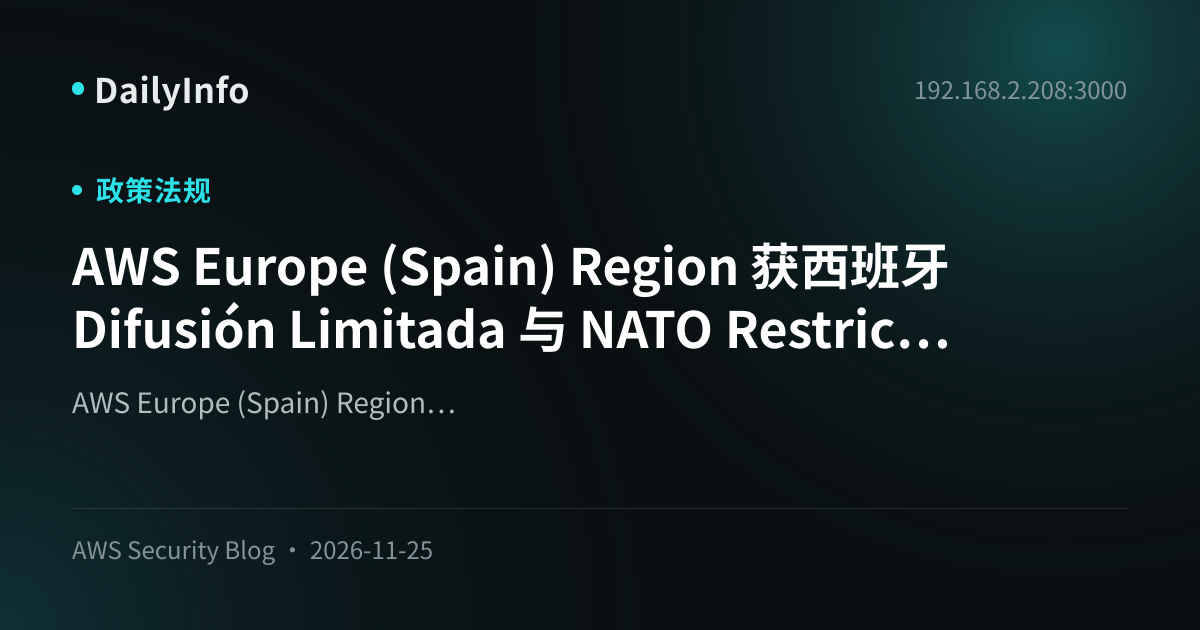 DailyInfo
192.168.2.208:3000
政策法规
AWS Europe (Spain) Region 获西班牙
Difusión Limitada 与 NATO Restric…
AWS Europe (Spain) Region…
AWS Security Blog • 2026-11-25